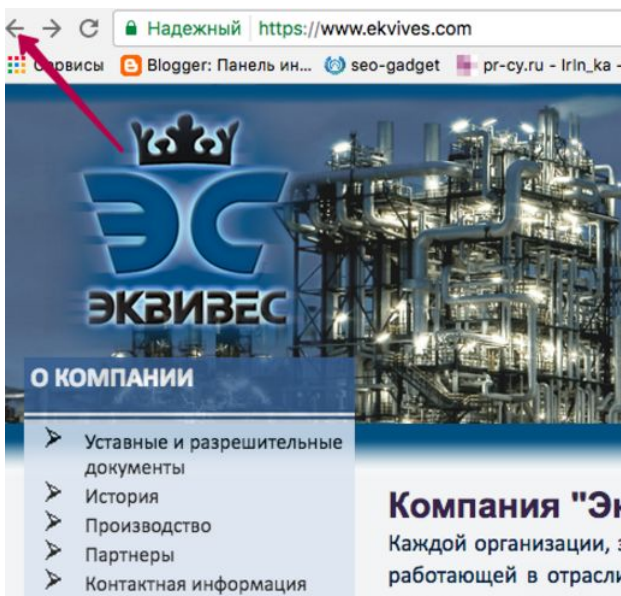 Надежный https://www.ekvives.com
Сервисы Blogger: Панель ин... seo-gadget pr-cy.ru - IrIn_ka -
ЭС
ЭКВИВЕС
О КОМПАНИИ
Уставные и разрешительные
документы
История
Производство
Партнеры
Контактная информация
Компания "Эк
Каждой организации,
работающей в отрасли